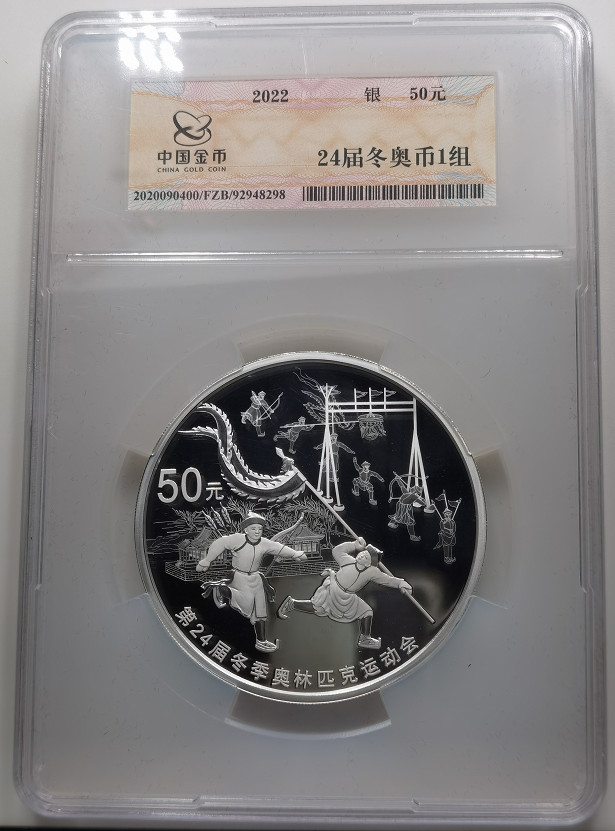 2022 银 50元
中国金币
CHINA GOLD COIN
24届冬奥币1组
2020090400/FZB/92948298
50元
第24届冬季奥林匹克运动会